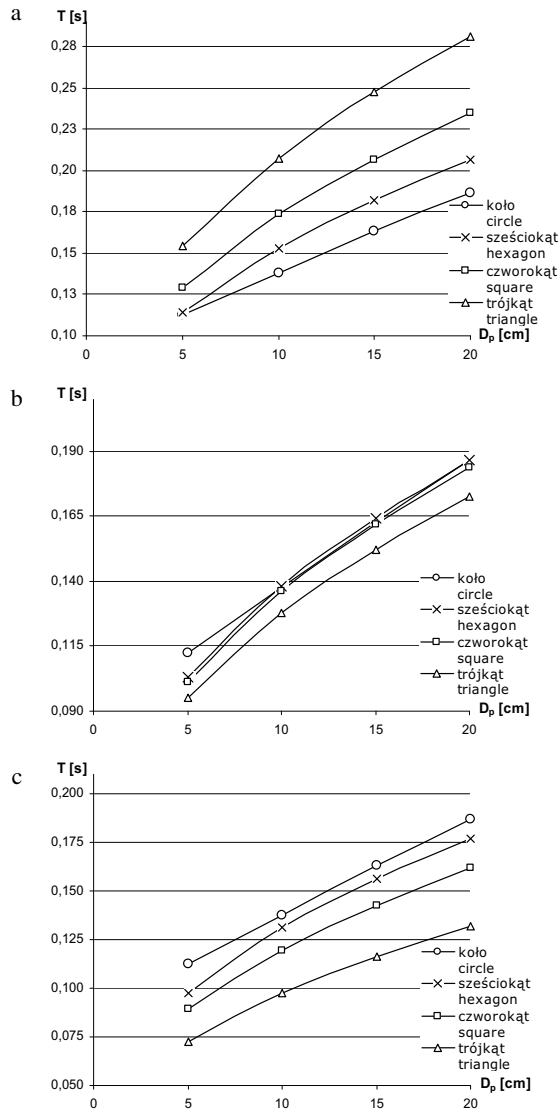 a
T [s]
0,28
0,25
0,23
0,20
0,18
0,15
0,13
0,10
0
5
10
15
20
D_p [cm]
koło
circle
sześciokąt
hexagon
czworokąt
square
trójkąt
triangle
b
T [s]
0,190
0,165
0,140
0,115
0,090
0
5
10
15
20
D_p [cm]
koło
circle
sześciokąt
hexagon
czworokąt
square
trójkąt
triangle
c
T [s]
0,200
0,175
0,150
0,125
0,100
0,075
0,050
0
5
10
15
20
D_p [cm]
koło
circle
sześciokąt
hexagon
czworokąt
square
trójkąt
triangle